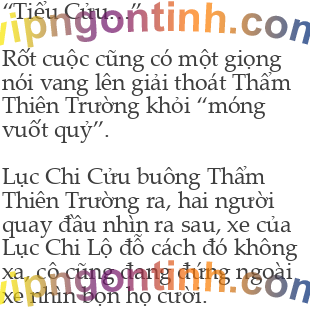 “Tiểu Cửu…”
vipngontinh.com
Rốt cuộc cũng có một giọng
nói vang lên giải thoát Thẩm
Thiên Trường khỏi “móng
vuốt quỷ”.
Lục Chi Cửu buông Thẩm
Thiên Trường ra, hai người
quay đầu nhìn ra sau, xe của
Lục Chi Lộ đỗ cách đó không
xa, cô cũng đang đứng ngoài
vipngontinh.com
xe nhìn bọn họ cười.